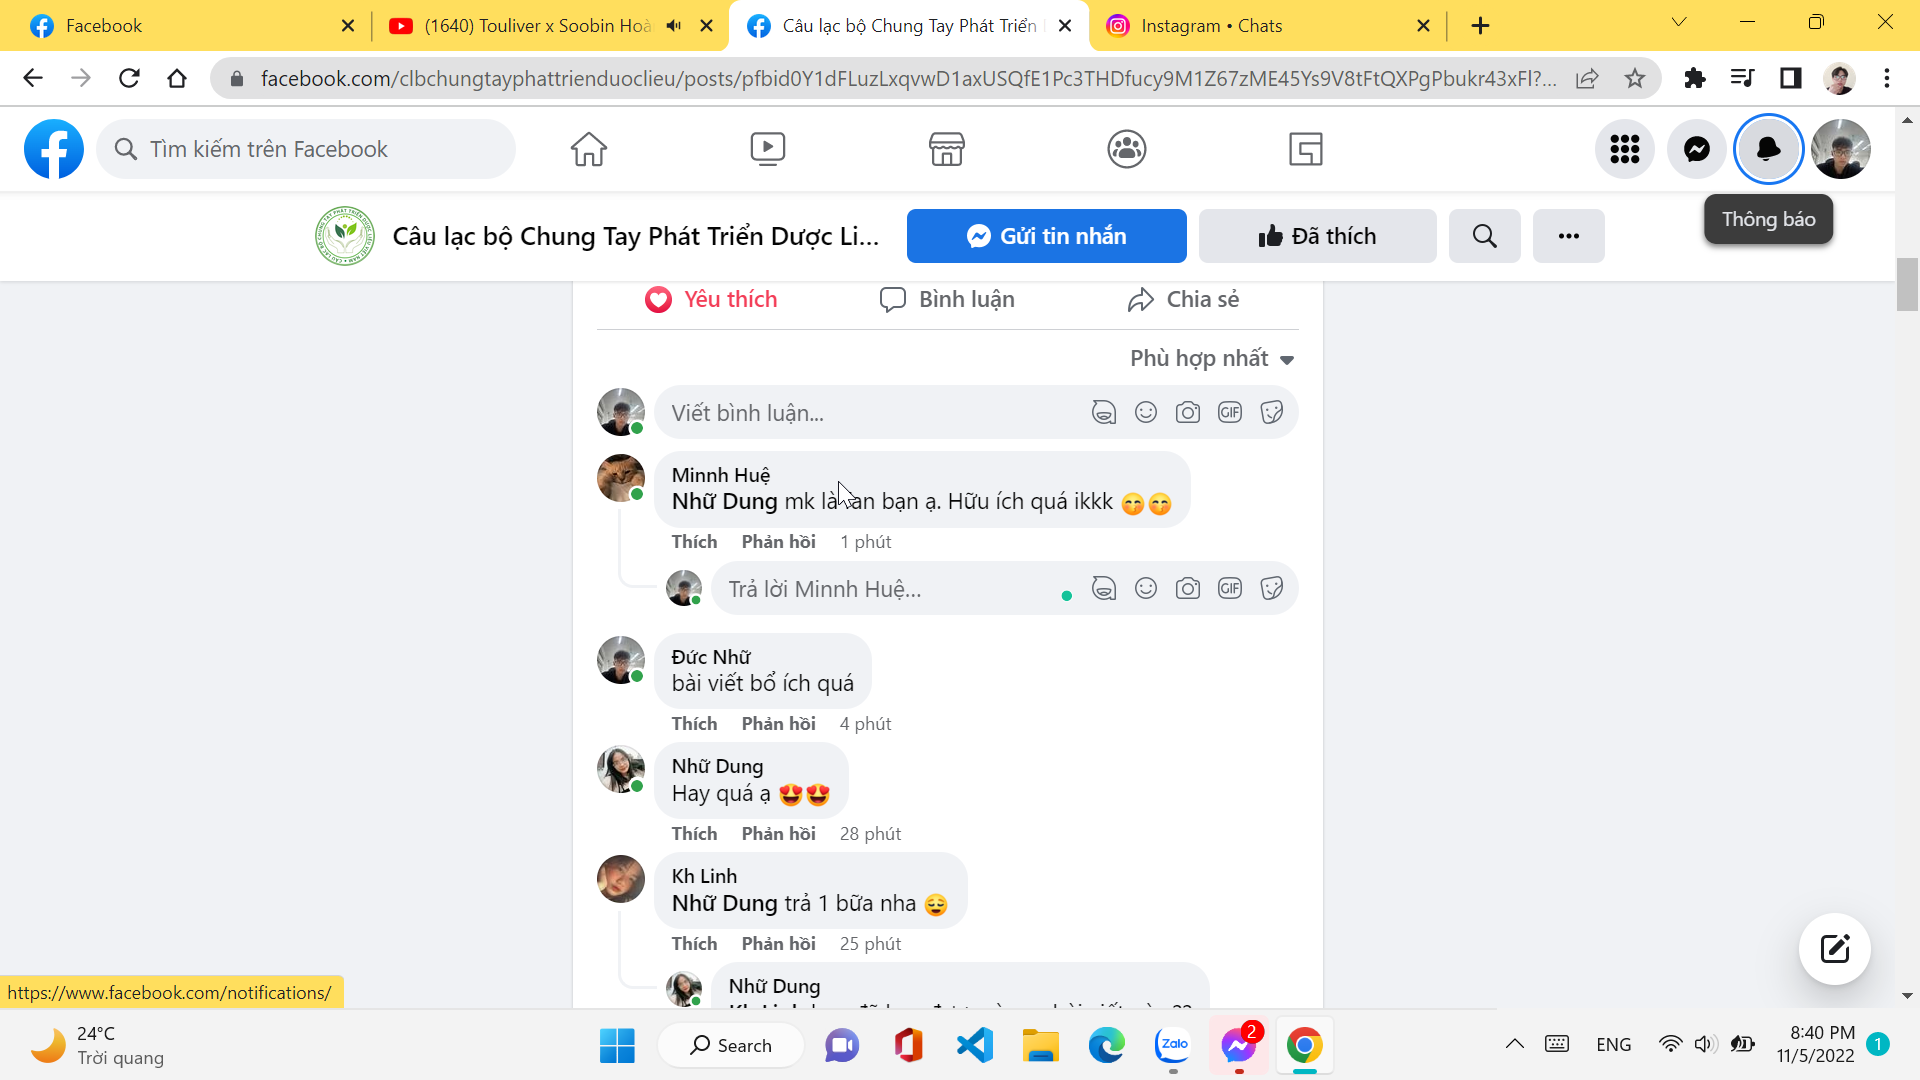 Facebook
(1640) Touliver x Soobin Hoà
Câu lạc bộ Chung Tay Phát Triển
Instagram • Chats
facebook.com/clbchungtayphattrienduoclieu/posts/pfbid0Y1dFLuzLxqvwD1axUSQfE1Pc3THDfucy9M1Z67zME45Ys9V8tFtQXPgPbukr43xFl?...
Tìm kiếm trên Facebook
Câu lạc bộ Chung Tay Phát Triển Dược Li...
Gửi tin nhắn
Đã thích
Thông báo
Yêu thích
Bình luận
Chia sẻ
Phù hợp nhất
Viết bình luận...
GIF
Minnh Huệ
Nhữ Dung mk là an bạn ạ. Hữu ích quá ikkk 😙😙
Thích Phản hồi 1 phút
Trả lời Minnh Huệ...
GIF
Đức Nhữ
bài viết bổ ích quá
Thích Phản hồi 4 phút
Nhữ Dung
Hay quá ạ 😍😍
Thích Phản hồi 28 phút
Kh Linh
Nhữ Dung trả 1 bữa nha 😌
Thích Phản hồi 25 phút
Nhữ Dung
https://www.facebook.com/notifications/
24°C
Trời quang
Search
Zalo
2
ENG
8:40 PM
11/5/2022
1